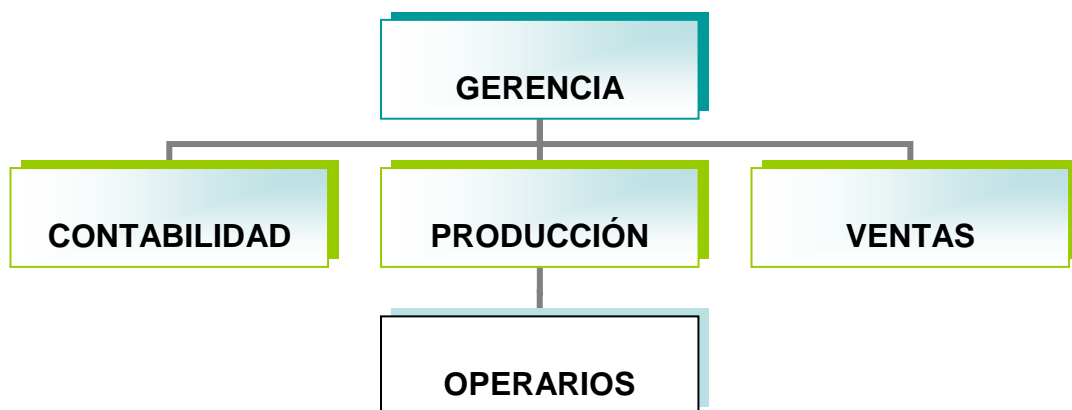 GERENCIA
CONTABILIDAD
PRODUCCIÓN
VENTAS
OPERARIOS